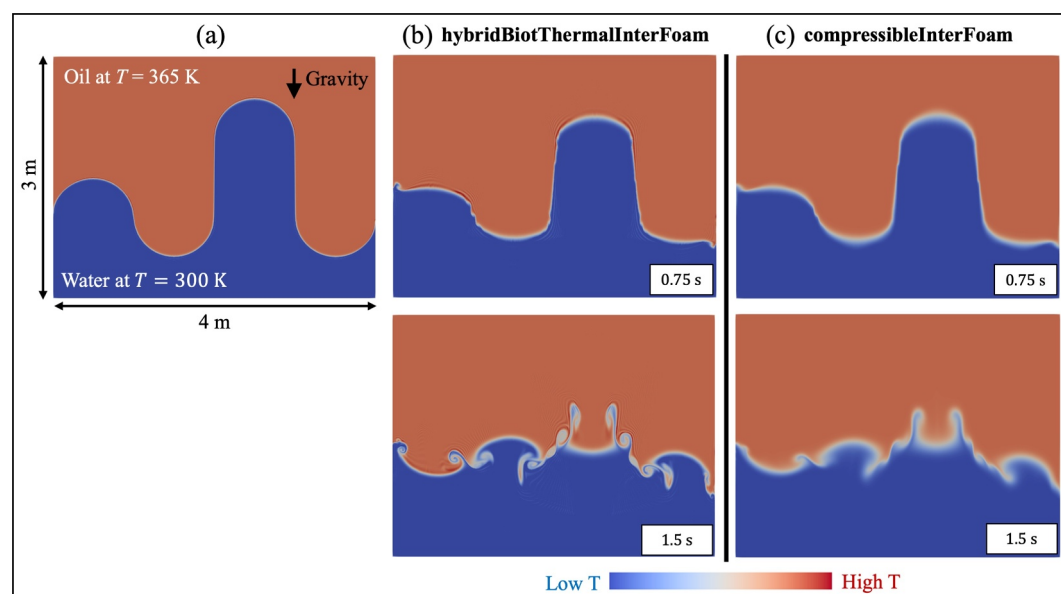 (a)
Oil at T = 365 K
Gravity
3 m
Water at T = 300 K
4 m
(b) hybridBiotThermalInterFoam
0.75 s
1.5 s
(c) compressibleInterFoam
0.75 s
1.5 s
Low T
High T